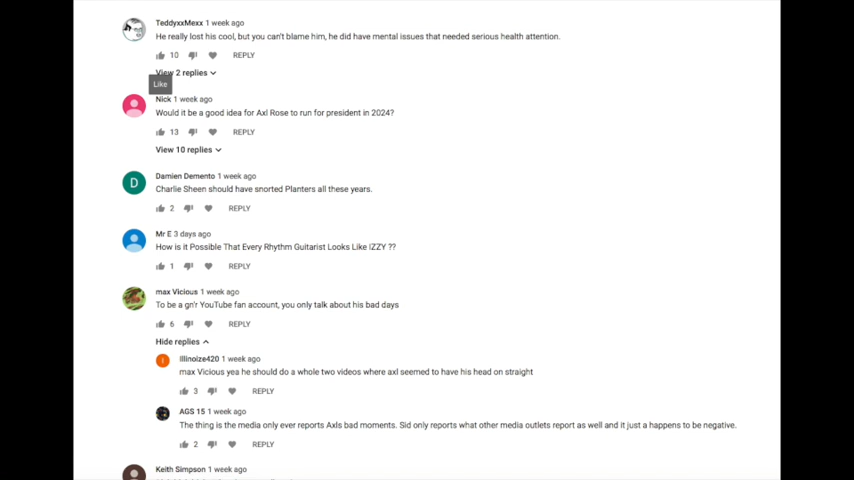 TeddyxxMexx 1 week ago
He really lost his cool, but you can't blame him, he did have mental issues that needed serious health attention.
10 REPLY
View 2 replies
Like
Nick 1 week ago
Would it be a good idea for Axl Rose to run for president in 2024?
13 REPLY
View 10 replies
D
Damien Demento 1 week ago
Charlie Sheen should have snorted Planters all these years.
2 REPLY
Mr E 3 days ago
How is it Possible That Every Rhythm Guitarist Looks Like IZZY ??
1 REPLY
max Vicious 1 week ago
To be a gn'r YouTube fan account, you only talk about his bad days
6 REPLY
Hide replies
I
illinoize420 1 week ago
max Vicious yea he should do a whole two videos where axl seemed to have his head on straight
3 REPLY
AGS 15 1 week ago
The thing is the media only ever reports Axls bad moments. Sid only reports what other media outlets report as well and it just a happens to be negative.
2 REPLY
Keith Simpson 1 week ago